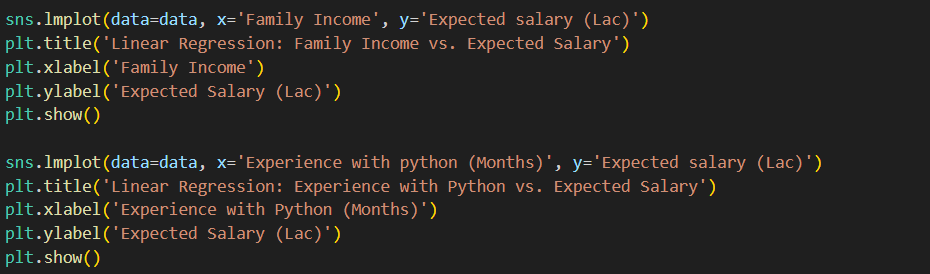 sns.lmplot(data=data, x='Family Income', y='Expected salary (Lac)')
plt.title('Linear Regression: Family Income vs. Expected Salary')
plt.xlabel('Family Income')
plt.ylabel('Expected Salary (Lac)')
plt.show()

sns.lmplot(data=data, x='Experience with python (Months)', y='Expected salary (Lac)')
plt.title('Linear Regression: Experience with Python vs. Expected Salary')
plt.xlabel('Experience with Python (Months)')
plt.ylabel('Expected Salary (Lac)')
plt.show()